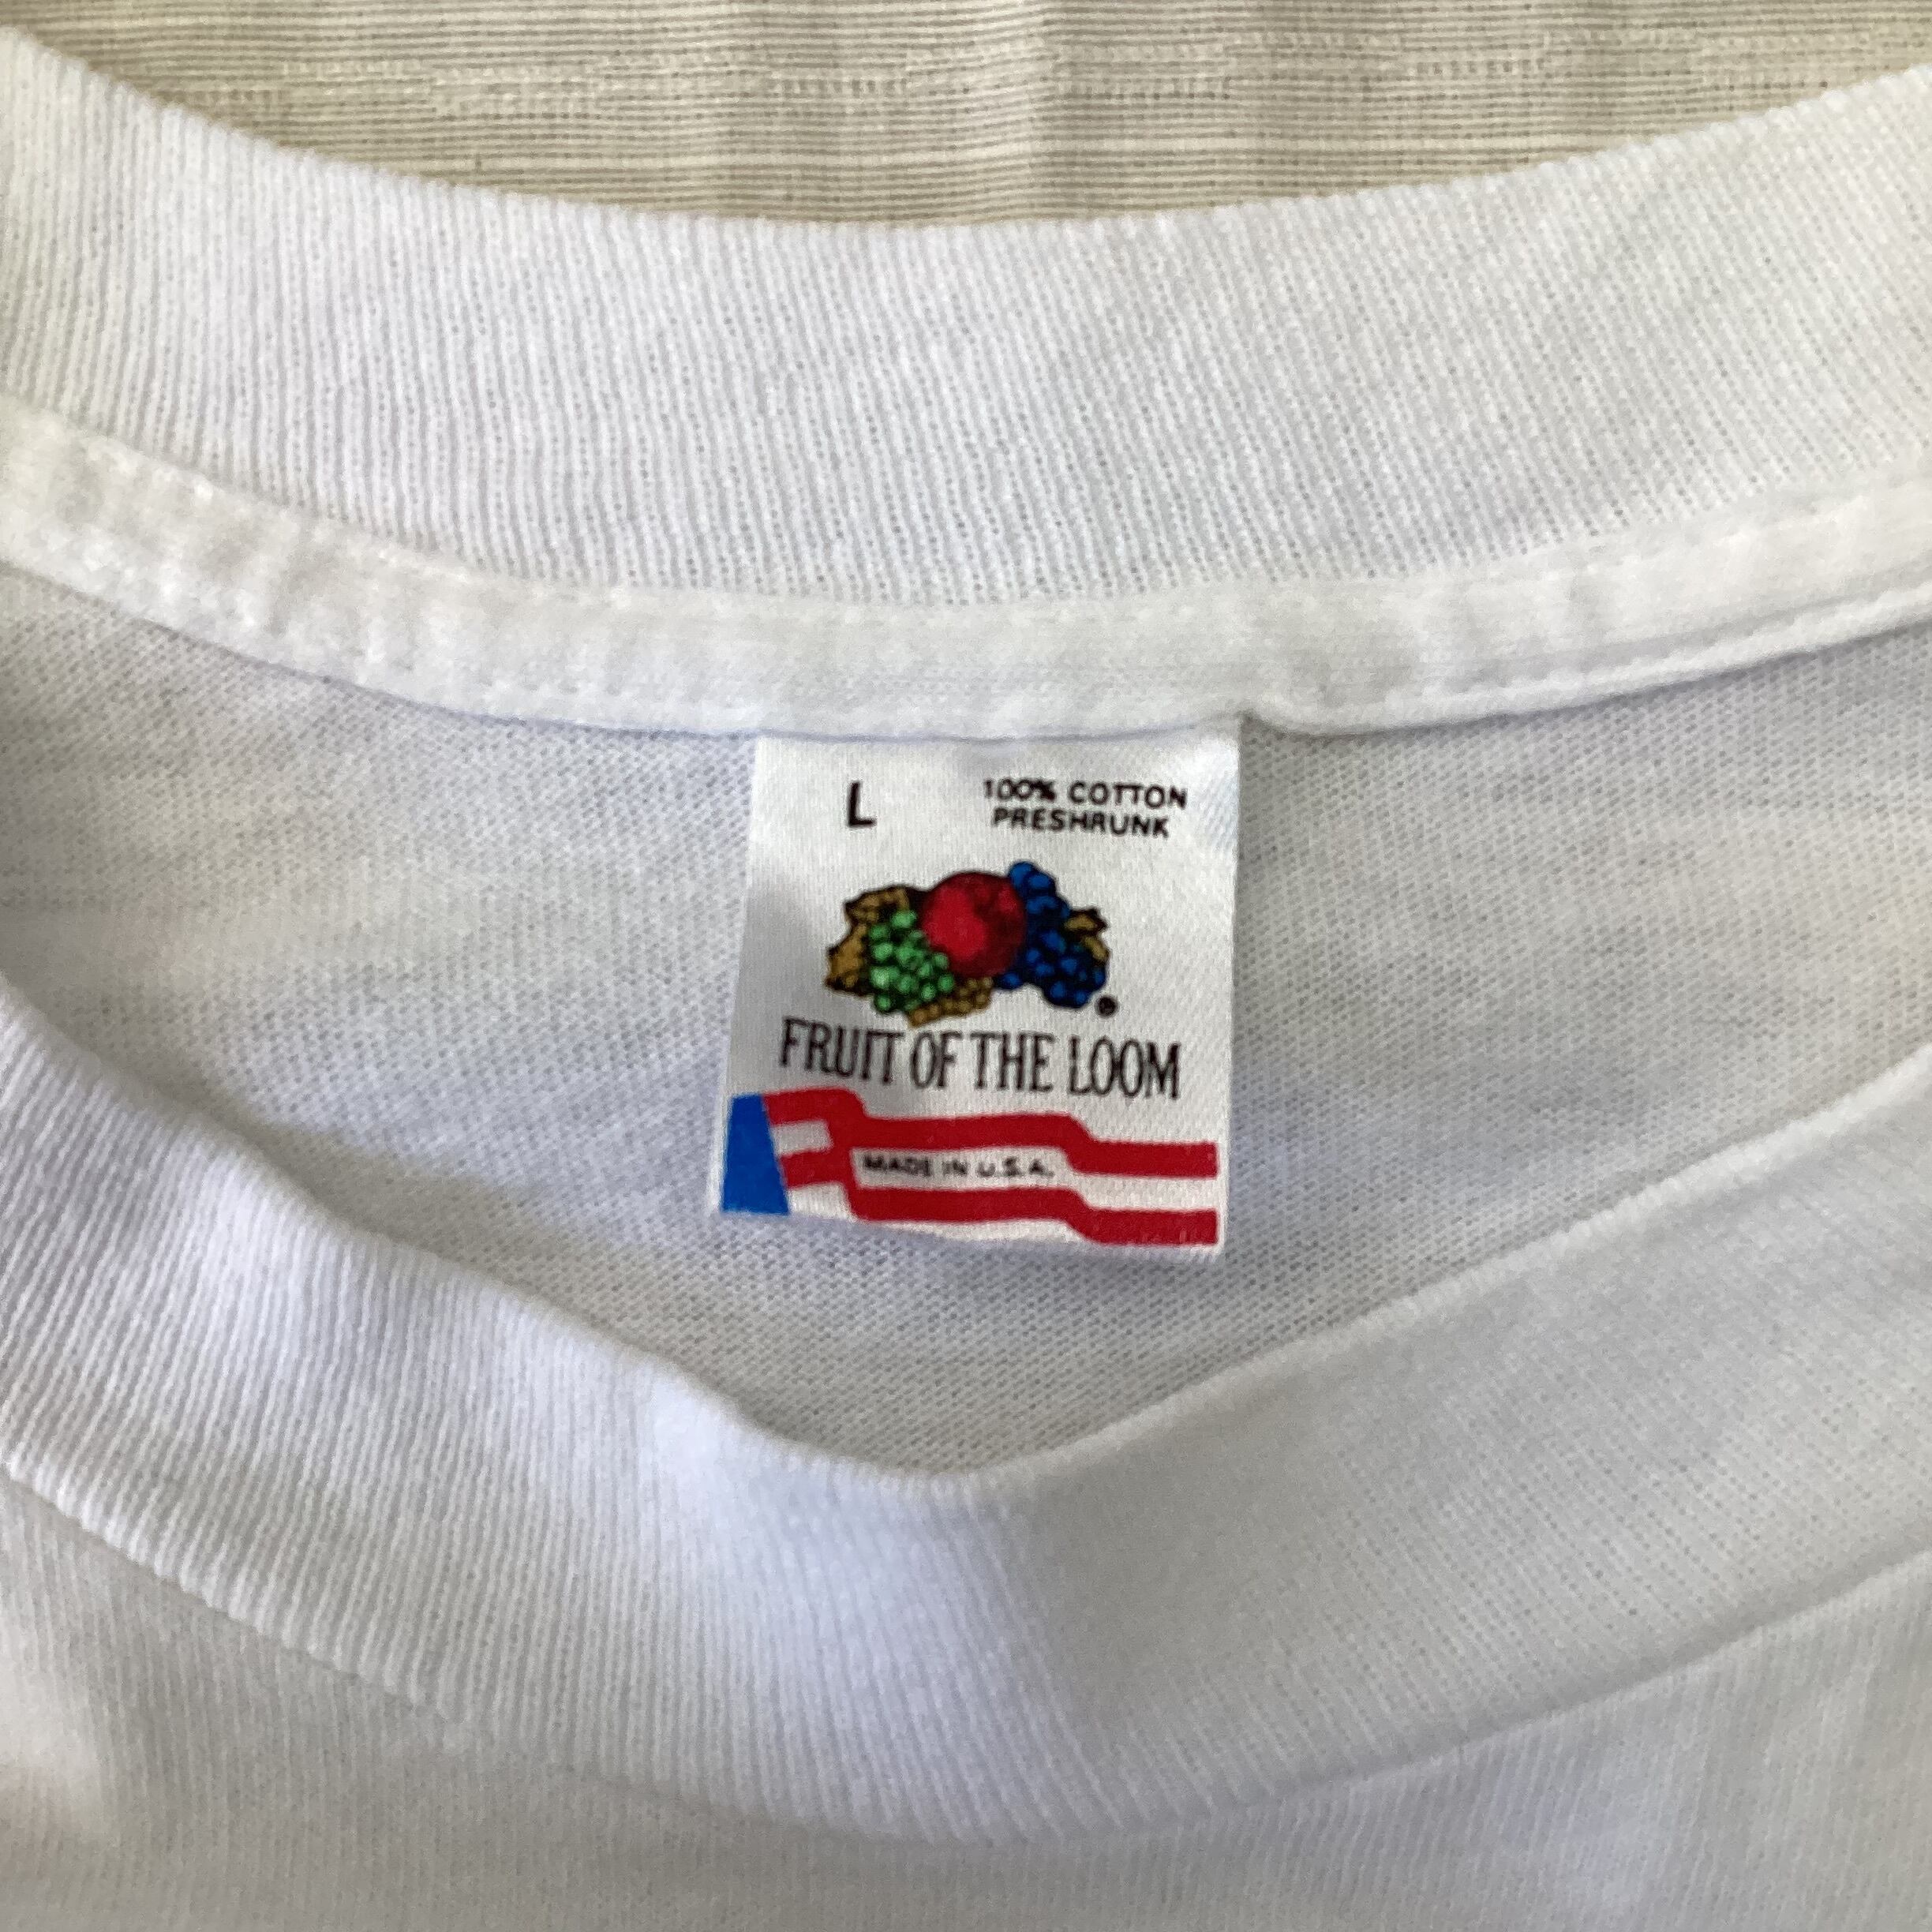 L
100% COTTON
PRESHRUNK
FRUIT OF THE LOOM
MADE IN U.S.A.